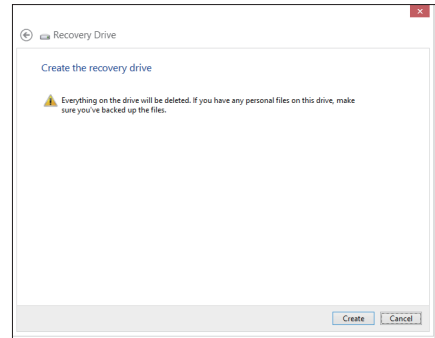 Recovery Drive
Create the recovery drive
Everything on the drive will be deleted. If you have any personal files on this drive, make
sure you've backed up the files.
Create Cancel